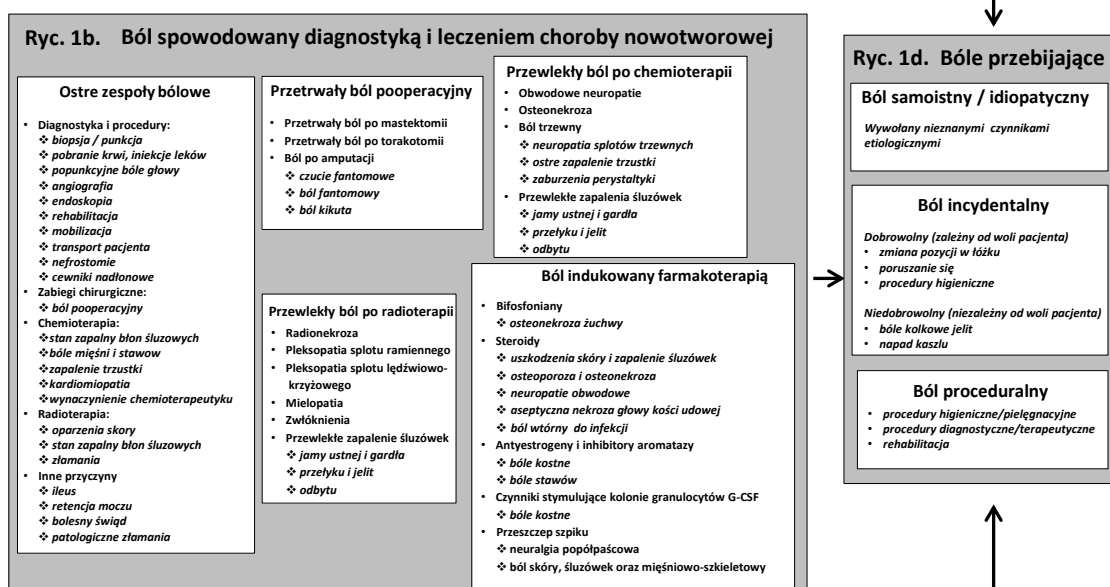 Ryc. 1b. Ból spowodowany diagnostyką i leczeniem choroby nowotworowej
Ostre zespoły bólowe
• Diagnostyka i procedury:
❖ biopsja / punkcja
❖ pobranie krwi, iniekcje leków
❖ popunkcyjne bóle głowy
❖ angiografia
❖ endoskopia
❖ rehabilitacja
❖ mobilizacja
❖ transport pacjenta
❖ nefrostomie
❖ cewniki nadłonowe
• Zabiegi chirurgiczne:
❖ ból pooperacyjny
• Chemioterapia:
❖stan zapalny błon śluzowych
❖bóle mięśni i stawow
❖zapalenie trzustki
❖kardiomiopatia
❖wynaczynienie chemioterapeutyku
• Radioterapia:
❖ oparzenia skory
❖ stan zapalny błon śluzowych
❖ złamania
• Inne przyczyny
❖ ileus
❖ retencja moczu
❖ bolesny świąd
❖ patologiczne złamania
Przetrwały ból pooperacyjny
• Przetrwały ból po mastektomii
• Przetrwały ból po torakotomii
• Ból po amputacji
❖ czucie fantomowe
❖ ból fantomowy
❖ ból kikuta
Przewlekły ból po radioterapii
• Radionekroza
• Pleksopatia splotu ramiennego
• Pleksopatia splotu lędźwiowo-
krzyżowego
• Mielopatia
• Zwłóknienia
• Przewlekłe zapalenie śluzówek
❖ jamy ustnej i gardła
❖ przełyku i jelit
❖ odbytu
Przewlekły ból po chemioterapii
• Obwodowe neuropatie
• Osteonekroza
• Ból trzewny
❖ neuropatia splotów trzewnych
❖ ostre zapalenie trzustki
❖ zaburzenia perystaltyki
• Przewlekłe zapalenia śluzówek
❖ jamy ustnej i gardła
❖ przełyku i jelit
❖ odbytu
Ból indukowany farmakoterapią
• Bifosfoniany
❖ osteonekroza żuchwy
• Steroidy
❖ uszkodzenia skóry i zapalenie śluzówek
❖ osteoporoza i osteonekroza
❖ neuropatie obwodowe
❖ aseptyczna nekroza głowy kości udowej
❖ ból wtórny do infekcji
• Antyestrogeny i inhibitory aromatazy
❖ bóle kostne
❖ bóle stawów
• Czynniki stymulujące kolonie granulocytów G-CSF
❖ bóle kostne
• Przeszczep szpiku
❖ neuralgia popółpaścowa
❖ ból skóry, śluzówek oraz mięśniowo-szkieletowy
Ryc. 1d. Bóle przebijające
Ból samoistny / idiopatyczny
Wywołany nieznanymi czynnikami
etiologicznymi
Ból incydentalny
Dobrowolny (zależny od woli pacjenta)
• zmiana pozycji w łóżku
• poruszanie się
• procedury higieniczne
Niedobrowolny (niezależny od woli pacjenta)
• bóle kolkowe jelit
• napad kaszlu
Ból proceduralny
• procedury higieniczne/pielęgnacyjne
• procedury diagnostyczne/terapeutyczne
• rehabilitacja